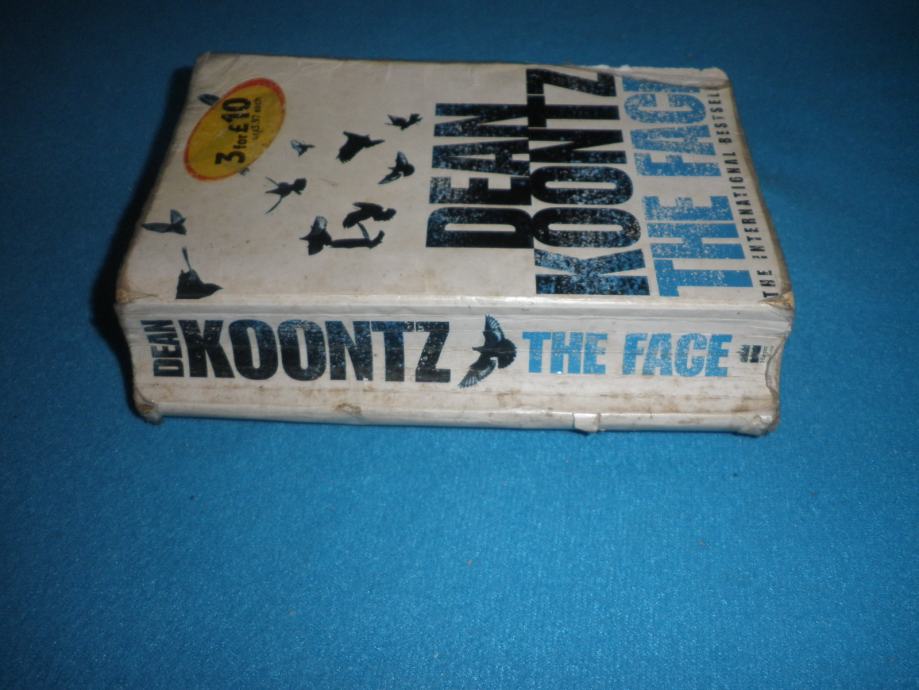 3 for £10
DEAN
KOONTZ
THE FACE
THE INTERNATIONAL BESTSELL
DEAN
KOONTZ
THE FACE